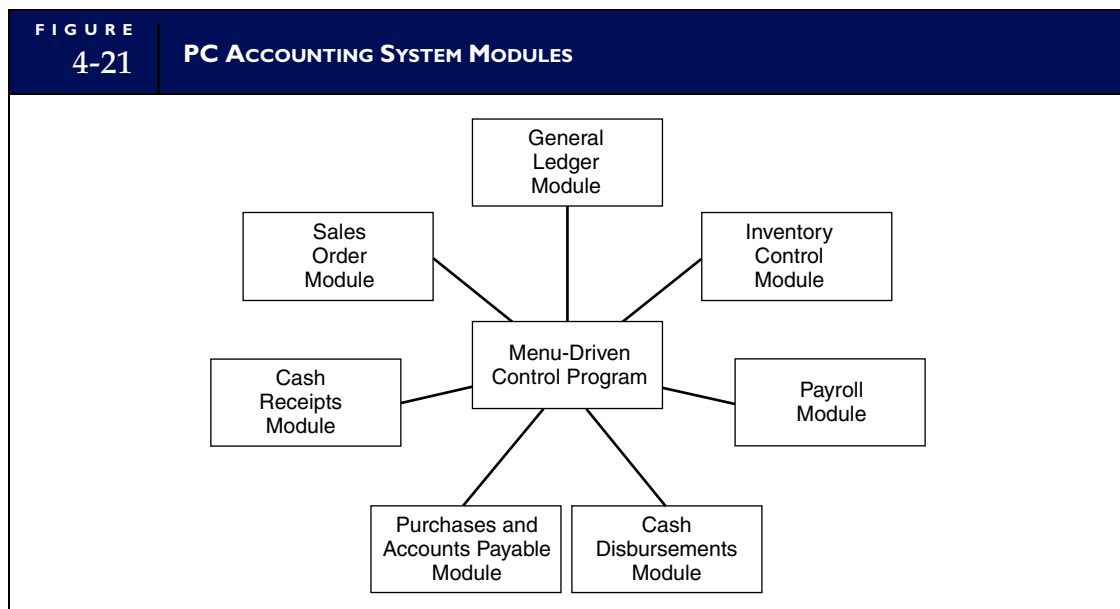 FIGURE
4-21
PC ACCOUNTING SYSTEM MODULES
General
Ledger
Module
Sales
Order
Module
Inventory
Control
Module
Menu-Driven
Control Program
Cash
Receipts
Module
Payroll
Module
Purchases and
Accounts Payable
Module
Cash
Disbursements
Module